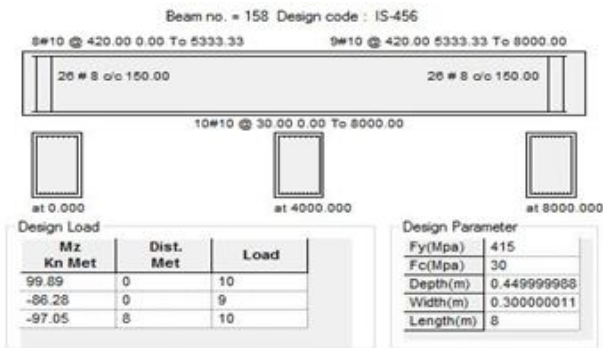 Beam no. = 158 Design code : IS-456
8#10 @ 420.00 0.00 To 5333.33 9#10 @ 420.00 5333.33 To 8000.00
26 # 8 c/c 150.00 26 # 8 c/c 150.00
10#10 @ 30.00 0.00 To 8000.00
at 0.000 at 4000.000 at 8000.000
Design Load Design Parameter
Mz Kn Met Dist. Met Load
99.89 0 10
-86.28 0 9
-97.05 8 10
Fy(Mpa) 415
Fc(Mpa) 30
Depth(m) 0.449999988
Width(m) 0.300000011
Length(m) 8